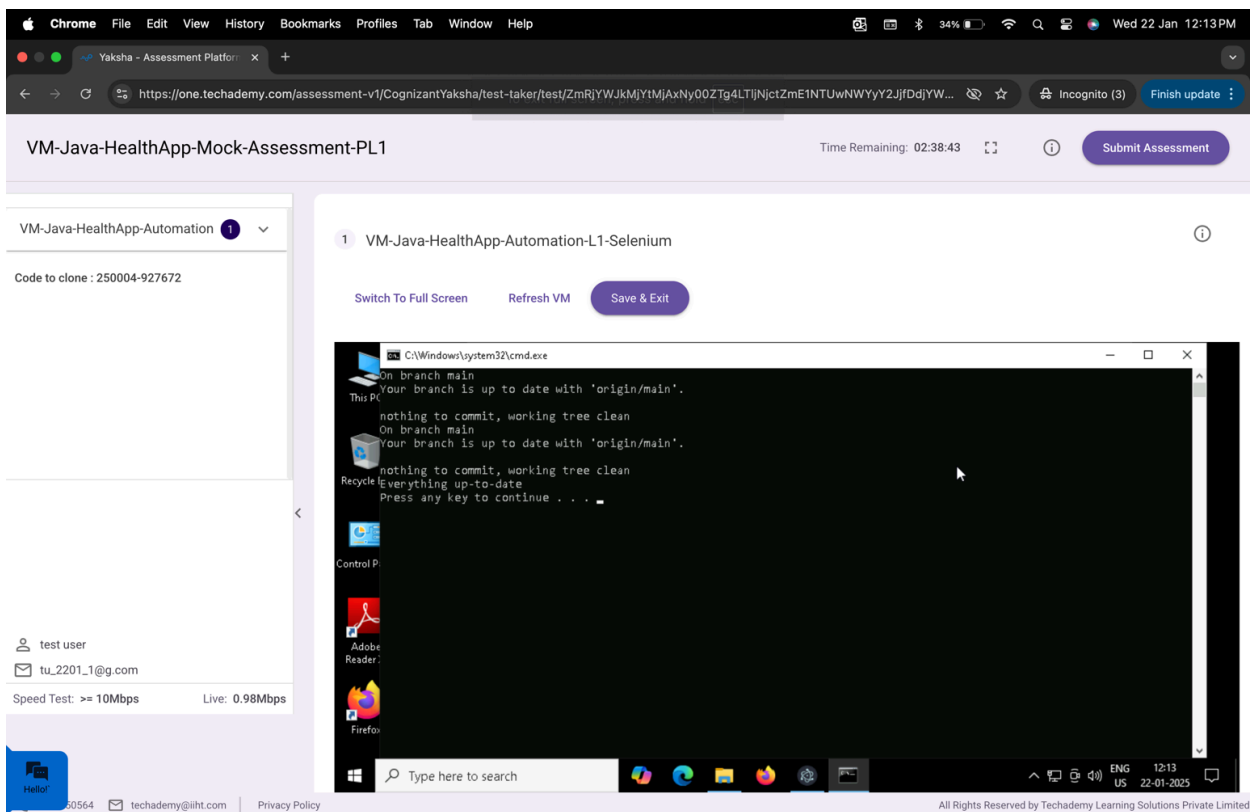 Chrome File Edit View History Bookmarks Profiles Tab Window Help 34% Wed 22 Jan 12:13 PM
Yaksha - Assessment Platform
https://one.techademy.com/assessment-v1/CognizantYaksha/test-taker/test/ZmRjYWJkMjYtMjAxNy00ZTg4LTljNjctZmE1NTUwNWYyY2JjfDdjYW... Incognito (3) Finish update
VM-Java-HealthApp-Mock-Assessment-PL1 Time Remaining: 02:38:43 Submit Assessment
VM-Java-HealthApp-Automation 1
Code to clone : 250004-927672
1 VM-Java-HealthApp-Automation-L1-Selenium
Switch To Full Screen Refresh VM Save & Exit
C:\Windows\system32\cmd.exe
On branch main
Your branch is up to date with 'origin/main'.
nothing to commit, working tree clean
On branch main
Your branch is up to date with 'origin/main'.
nothing to commit, working tree clean
Everything up-to-date
Press any key to continue . . .
This PC
Recycle
Control P
Adobe
Reader
Firefox
test user
tu_2201_1@g.com
Speed Test: >= 10Mbps Live: 0.98Mbps
Type here to search
ENG
US
12:13
22-01-2025
Hello!
50564 techademy@iiht.com Privacy Policy All Rights Reserved by Techademy Learning Solutions Private Limited